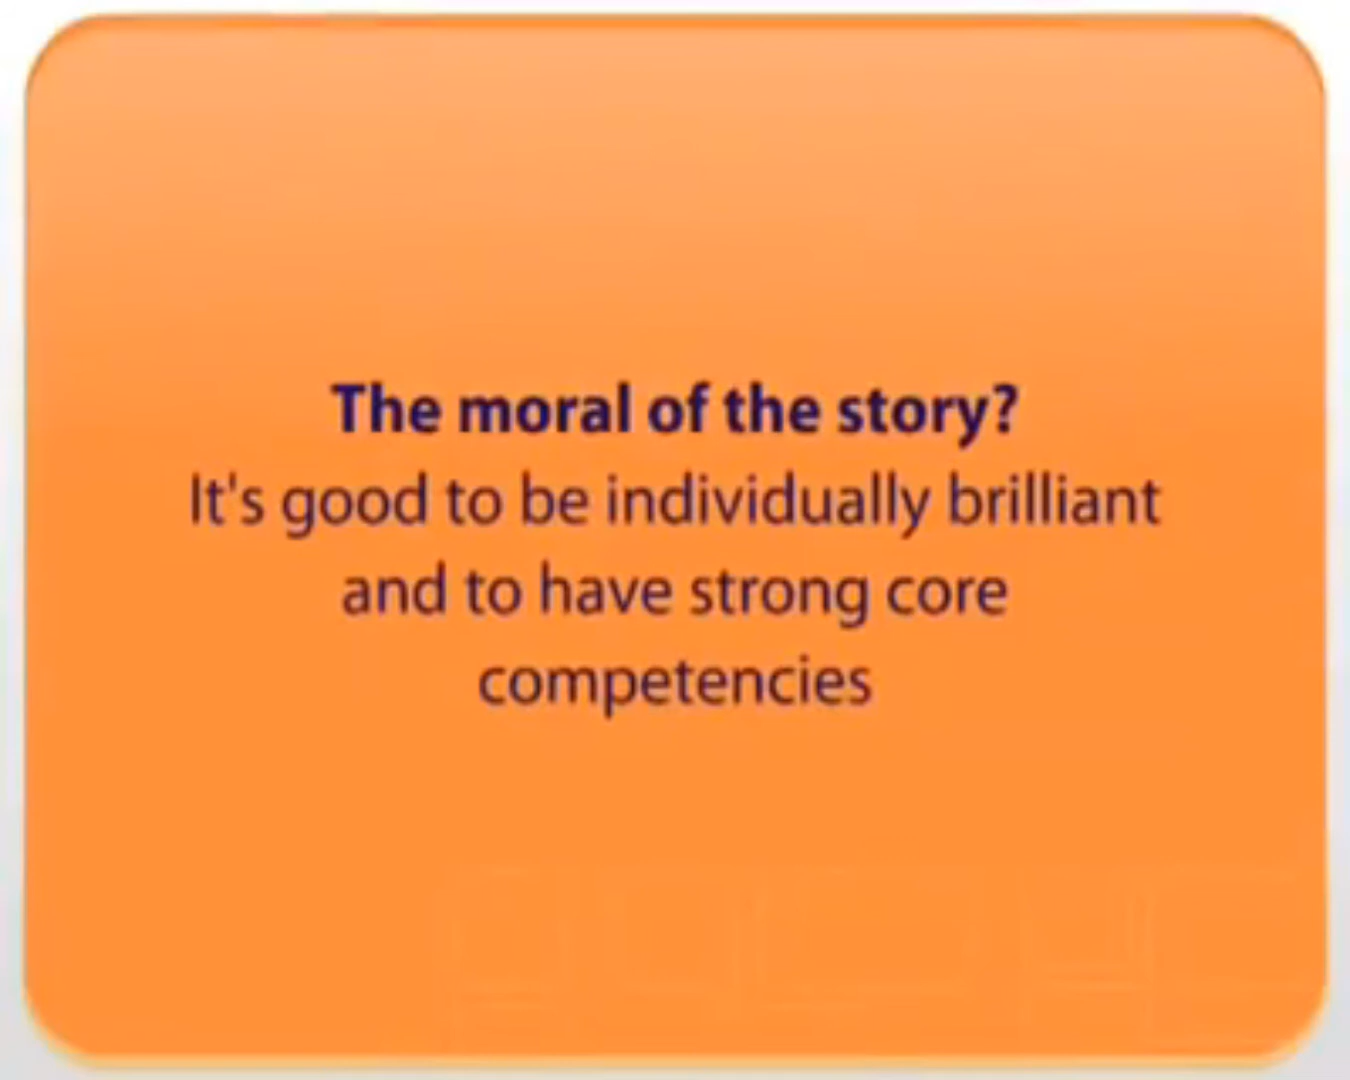 The moral of the story?
It's good to be individually brilliant
and to have strong core
competencies